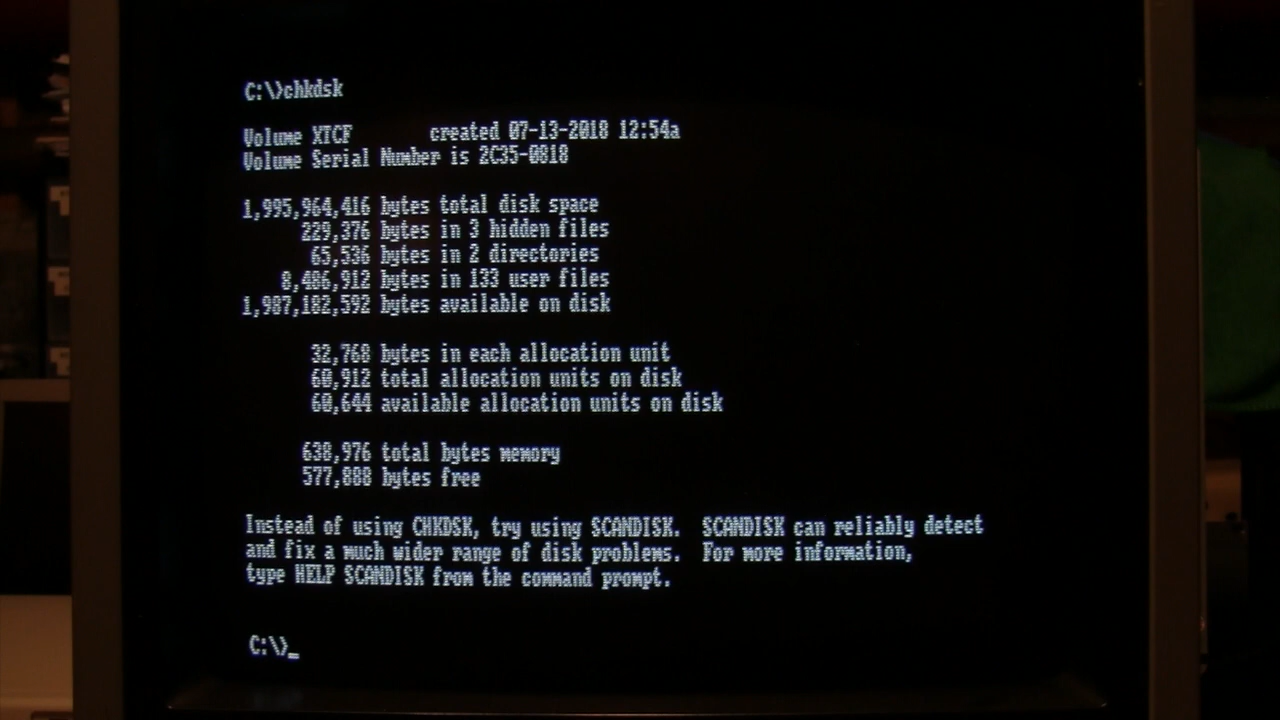 C:\>chkdsk
Volume XTCF        created 07-13-2018 12:54a
Volume Serial Number is 2C35-0818
1,995,964,416 bytes total disk space
229,376 bytes in 3 hidden files
65,536 bytes in 2 directories
8,486,912 bytes in 133 user files
1,987,182,592 bytes available on disk
32,768 bytes in each allocation unit
60,912 total allocation units on disk
60,644 available allocation units on disk
638,976 total bytes memory
577,888 bytes free
Instead of using CHKDSK, try using SCANDISK.  SCANDISK can reliably detect
and fix a much wider range of disk problems.  For more information,
type HELP SCANDISK from the command prompt.
C:\>_